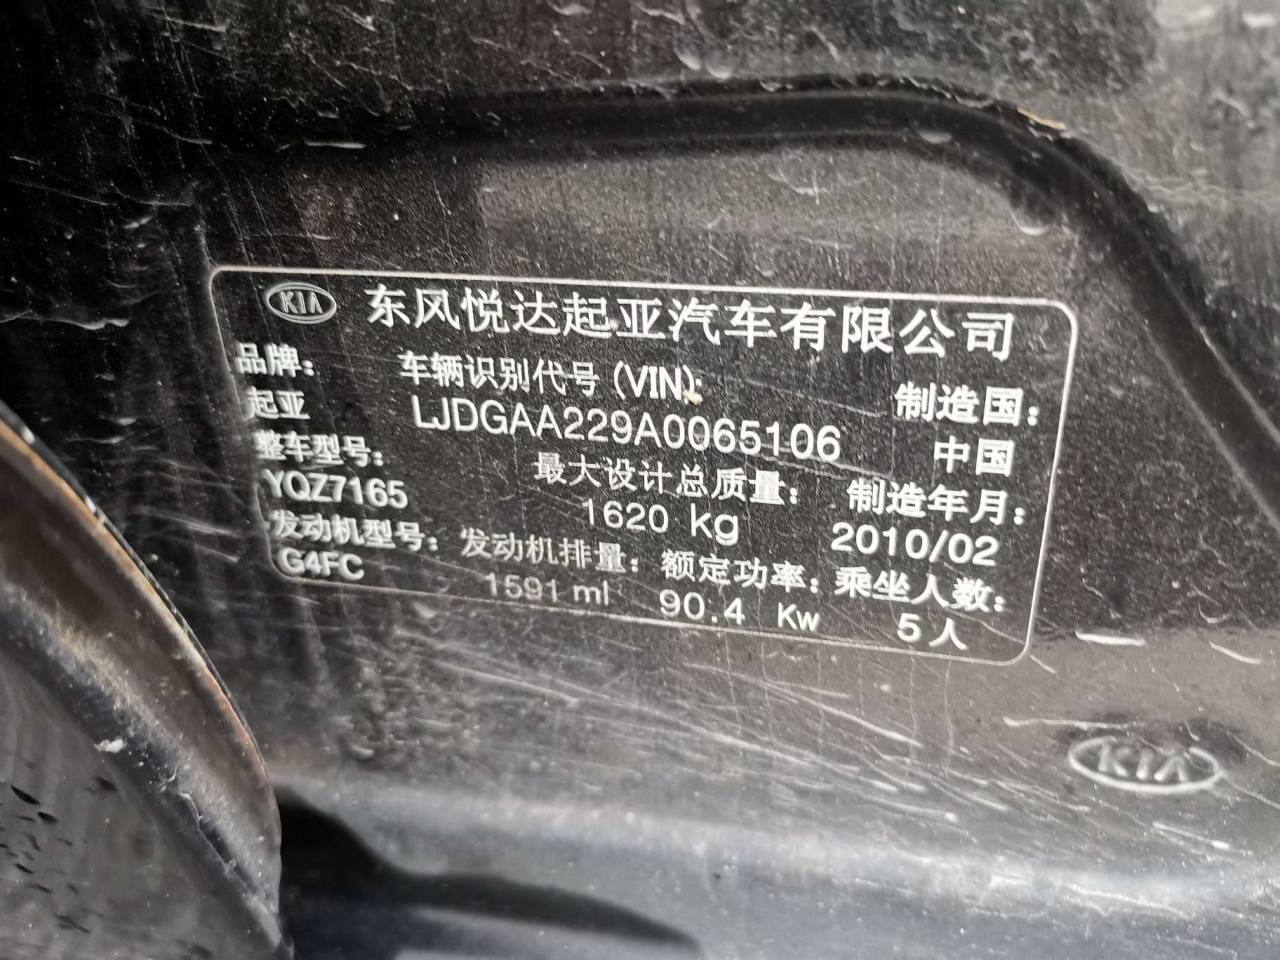 KIA 东风悦达起亚汽车有限公司
品牌: 车辆识别代号(VIN): 制造国:
起亚 LJDGAA229A0065106 中国
整车型号: 最大设计总质量: 制造年月:
YQZ7165 1620 kg 2010/02
发动机型号: 发动机排量: 额定功率: 乘坐人数:
G4FC 1591 ml 90.4 Kw 5人
KIA